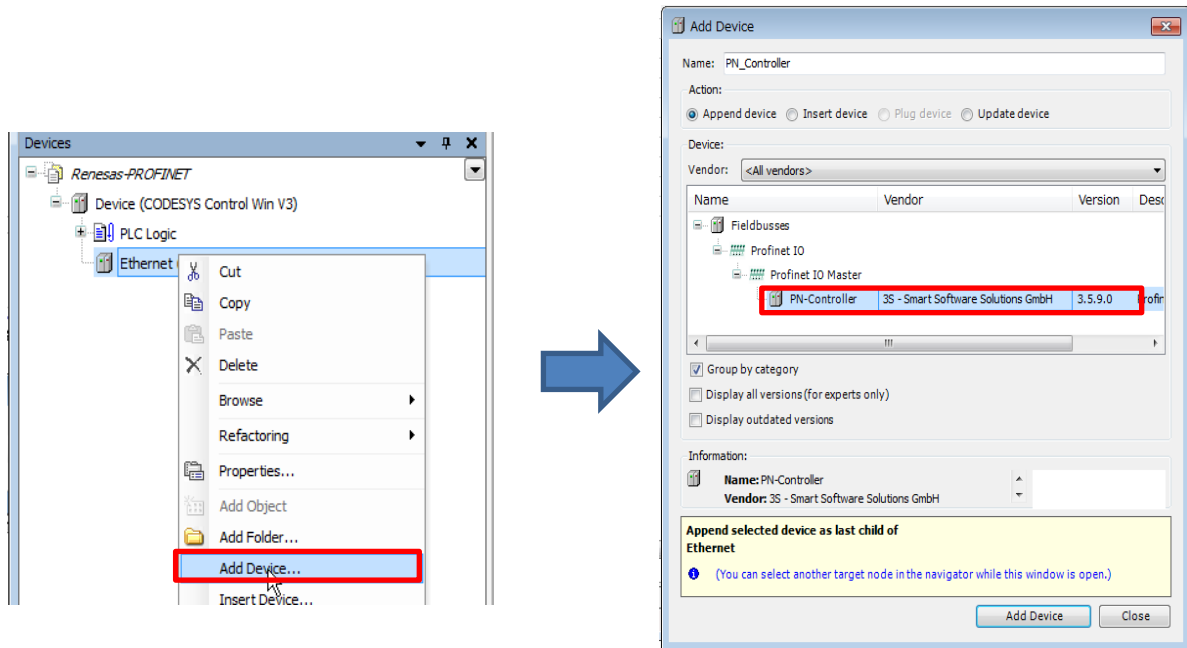 Devices
Renesas-PROFINET
Device (CODESYS Control Win V3)
PLC Logic
Ethernet
Cut
Copy
Paste
Delete
Browse
Refactoring
Properties...
Add Object
Add Folder...
Add Device...
Insert Device...
Add Device
Name: PN_Controller
Action:
Append device Insert device Plug device Update device
Device:
Vendor: <All vendors>
Name Vendor Version Desc
Fieldbusses
Profinet IO
Profinet IO Master
PN-Controller 3S - Smart Software Solutions GmbH 3.5.9.0 Profin
Group by category
Display all versions (for experts only)
Display outdated versions
Information:
Name: PN-Controller
Vendor: 3S - Smart Software Solutions GmbH
Append selected device as last child of
Ethernet
(You can select another target node in the navigator while this window is open.)
Add Device Close